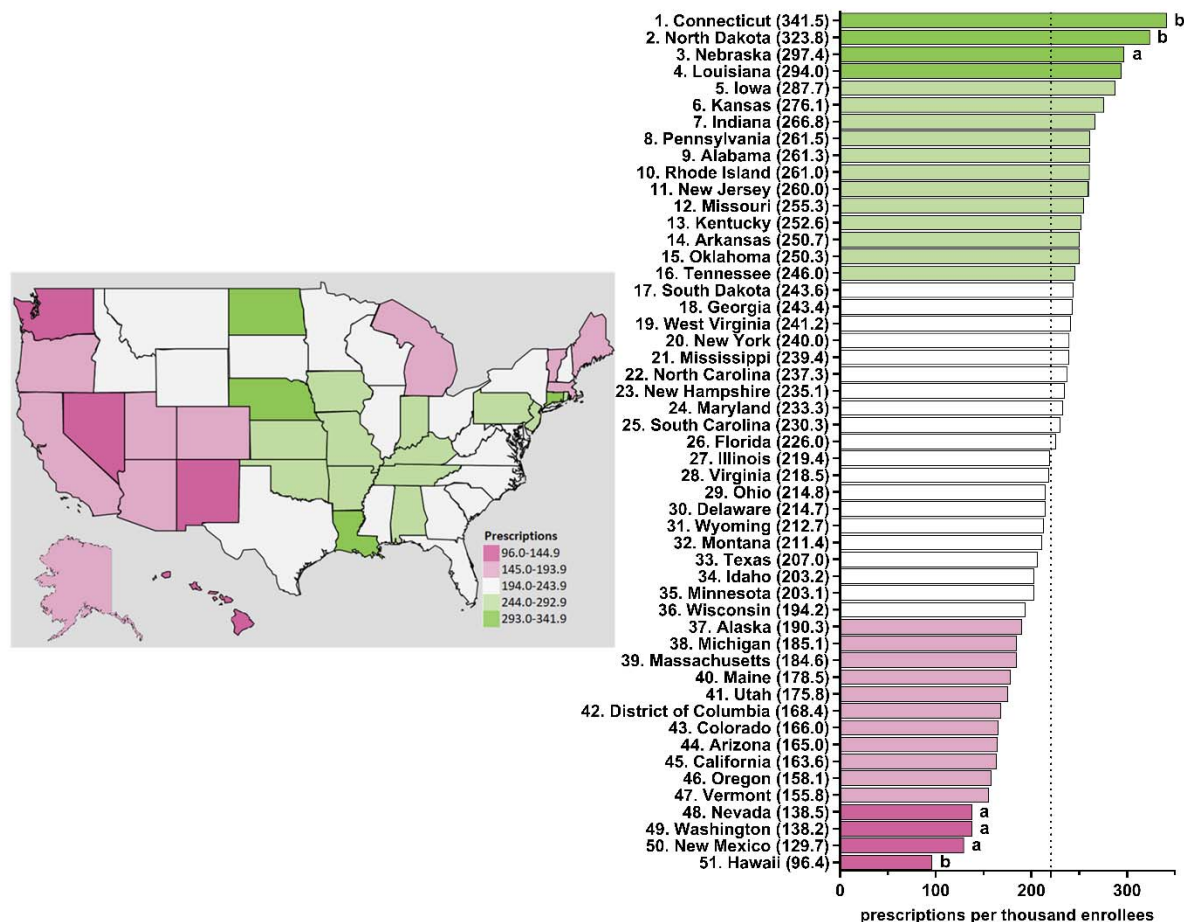 Prescriptions
96.0-144.9
145.0-193.9
194.0-243.9
244.0-292.9
293.0-341.9
1. Connecticut (341.5) b
2. North Dakota (323.8) b
3. Nebraska (297.4) a
4. Louisiana (294.0)
5. Iowa (287.7)
6. Kansas (276.1)
7. Indiana (266.8)
8. Pennsylvania (261.5)
9. Alabama (261.3)
10. Rhode Island (261.0)
11. New Jersey (260.0)
12. Missouri (255.3)
13. Kentucky (252.6)
14. Arkansas (250.7)
15. Oklahoma (250.3)
16. Tennessee (246.0)
17. South Dakota (243.6)
18. Georgia (243.4)
19. West Virginia (241.2)
20. New York (240.0)
21. Mississippi (239.4)
22. North Carolina (237.3)
23. New Hampshire (235.1)
24. Maryland (233.3)
25. South Carolina (230.3)
26. Florida (226.0)
27. Illinois (219.4)
28. Virginia (218.5)
29. Ohio (214.8)
30. Delaware (214.7)
31. Wyoming (212.7)
32. Montana (211.4)
33. Texas (207.0)
34. Idaho (203.2)
35. Minnesota (203.1)
36. Wisconsin (194.2)
37. Alaska (190.3)
38. Michigan (185.1)
39. Massachusetts (184.6)
40. Maine (178.5)
41. Utah (175.8)
42. District of Columbia (168.4)
43. Colorado (166.0)
44. Arizona (165.0)
45. California (163.6)
46. Oregon (158.1)
47. Vermont (155.8)
48. Nevada (138.5) a
49. Washington (138.2) a
50. New Mexico (129.7) a
51. Hawaii (96.4) b
0 100 200 300
prescriptions per thousand enrollees